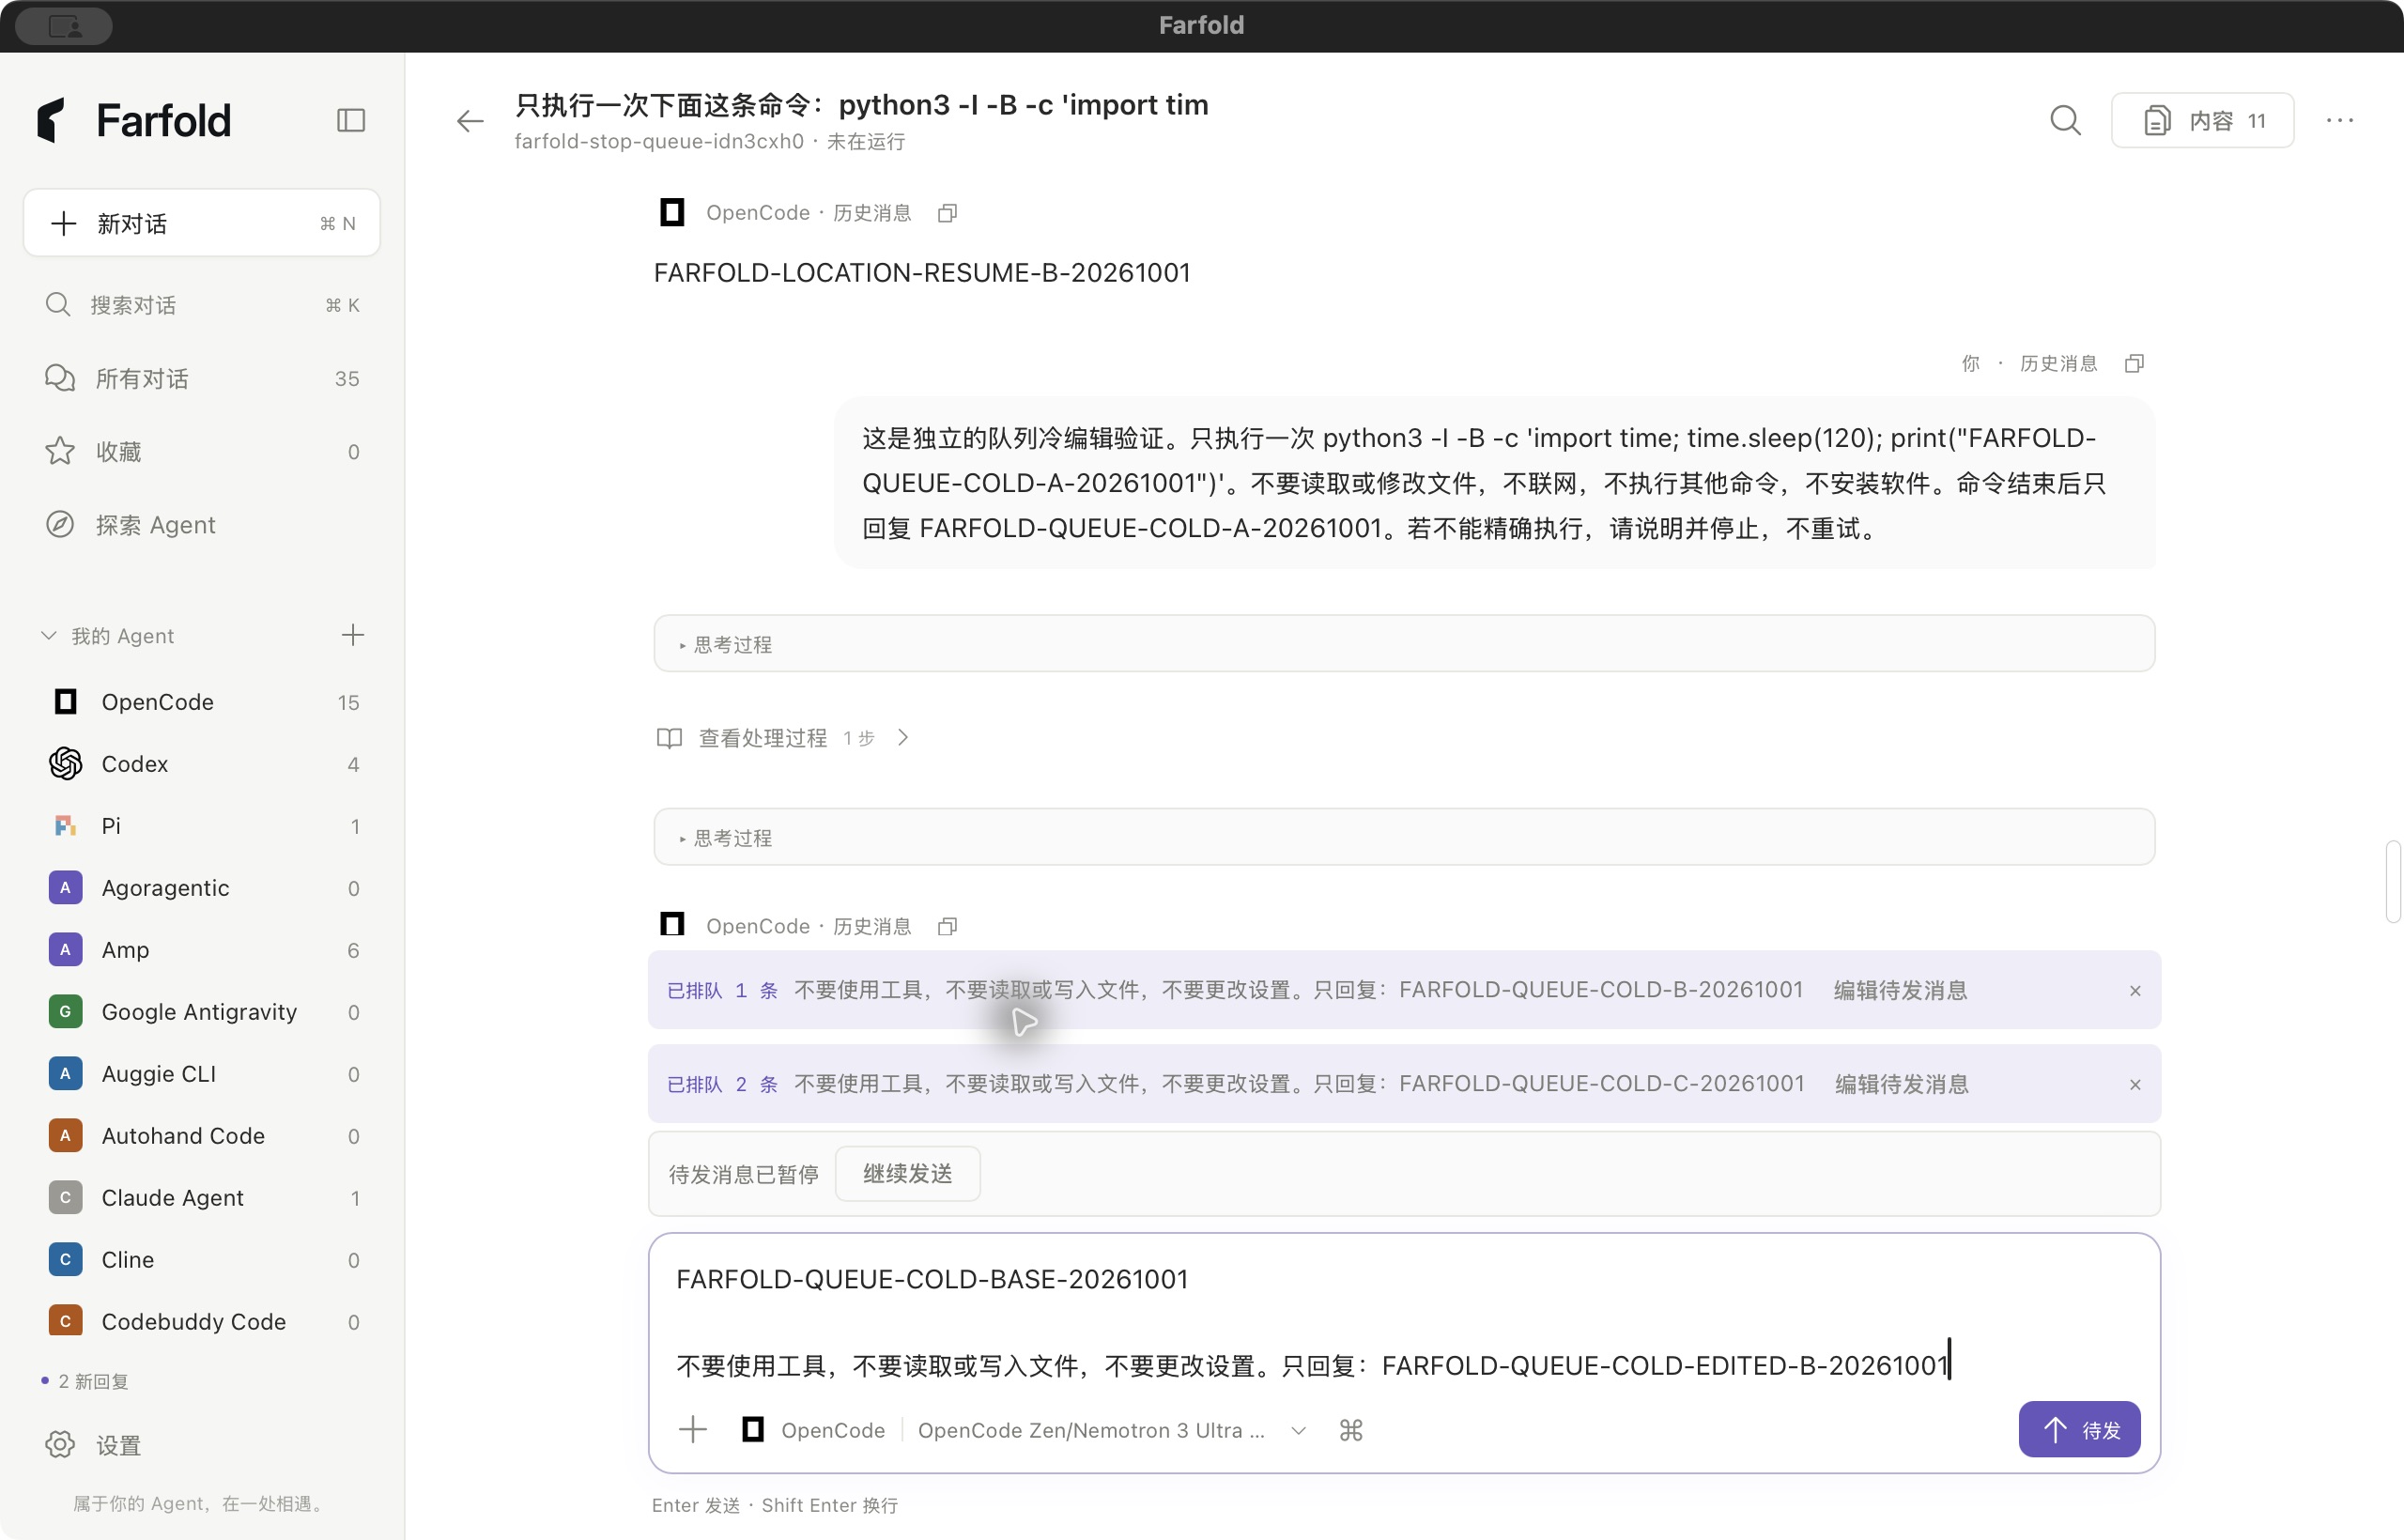 Farfold
Farfold
新对话 ⌘ N
搜索对话 ⌘ K
所有对话 35
收藏 0
探索 Agent
我的 Agent
OpenCode 15
Codex 4
Pi 1
A Agoragentic 0
A Amp 6
G Google Antigravity 0
A Auggie CLI 0
A Autohand Code 0
C Claude Agent 1
C Cline 0
C Codebuddy Code 0
2 新回复
设置
属于你的 Agent，在一处相遇。
只执行一次下面这条命令：python3 -I -B -c 'import tim
farfold-stop-queue-idn3cxh0 · 未在运行
内容 11
OpenCode · 历史消息
FARFOLD-LOCATION-RESUME-B-20261001
你 · 历史消息
这是独立的队列冷编辑验证。只执行一次 python3 -I -B -c 'import time; time.sleep(120); print("FARFOLD-
QUEUE-COLD-A-20261001")'。不要读取或修改文件，不联网，不执行其他命令，不安装软件。命令结束后只
回复 FARFOLD-QUEUE-COLD-A-20261001。若不能精确执行，请说明并停止，不重试。
思考过程
查看处理过程 1 步
思考过程
OpenCode · 历史消息
已排队 1 条 不要使用工具，不要读取或写入文件，不要更改设置。只回复：FARFOLD-QUEUE-COLD-B-20261001 编辑待发消息 ×
已排队 2 条 不要使用工具，不要读取或写入文件，不要更改设置。只回复：FARFOLD-QUEUE-COLD-C-20261001 编辑待发消息 ×
待发消息已暂停 继续发送
FARFOLD-QUEUE-COLD-BASE-20261001
不要使用工具，不要读取或写入文件，不要更改设置。只回复：FARFOLD-QUEUE-COLD-EDITED-B-20261001
OpenCode OpenCode Zen/Nemotron 3 Ultra ... ⌘ 待发
Enter 发送 · Shift Enter 换行